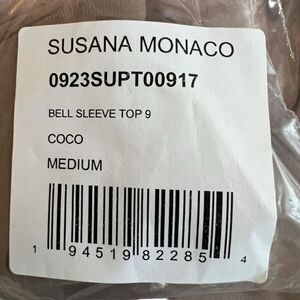 SUSANA MONACO
0923SUPT00917
BELL SLEEVE TOP 9
COCO
MEDIUM
1 94519 82285 4